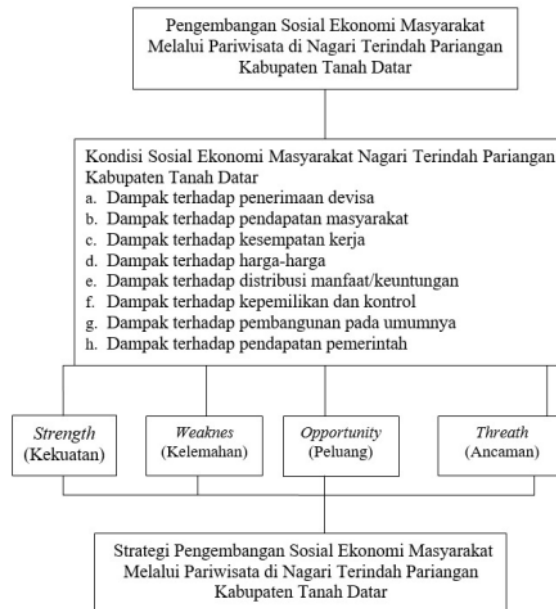 Pengembangan Sosial Ekonomi Masyarakat
Melalui Pariwisata di Nagari Terindah Pariangan
Kabupaten Tanah Datar
Kondisi Sosial Ekonomi Masyarakat Nagari Terindah Pariangan
Kabupaten Tanah Datar
a. Dampak terhadap penerimaan devisa
b. Dampak terhadap pendapatan masyarakat
c. Dampak terhadap kesempatan kerja
d. Dampak terhadap harga-harga
e. Dampak terhadap distribusi manfaat/keuntungan
f. Dampak terhadap kepemilikan dan kontrol
g. Dampak terhadap pembangunan pada umumnya
h. Dampak terhadap pendapatan pemerintah
Strength
(Kekuatan)
Weaknes
(Kelemahan)
Opportunity
(Peluang)
Threath
(Ancaman)
Strategi Pengembangan Sosial Ekonomi Masyarakat
Melalui Pariwisata di Nagari Terindah Pariangan
Kabupaten Tanah Datar